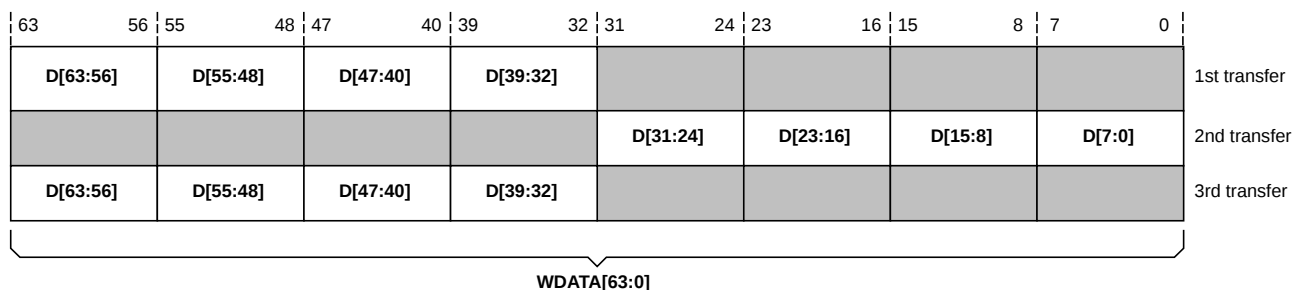 63 56 55 48 47 40 39 32 31 24 23 16 15 8 7 0
D[63:56] D[55:48] D[47:40] D[39:32] 1st transfer
D[31:24] D[23:16] D[15:8] D[7:0] 2nd transfer
D[63:56] D[55:48] D[47:40] D[39:32] 3rd transfer
WDATA[63:0]